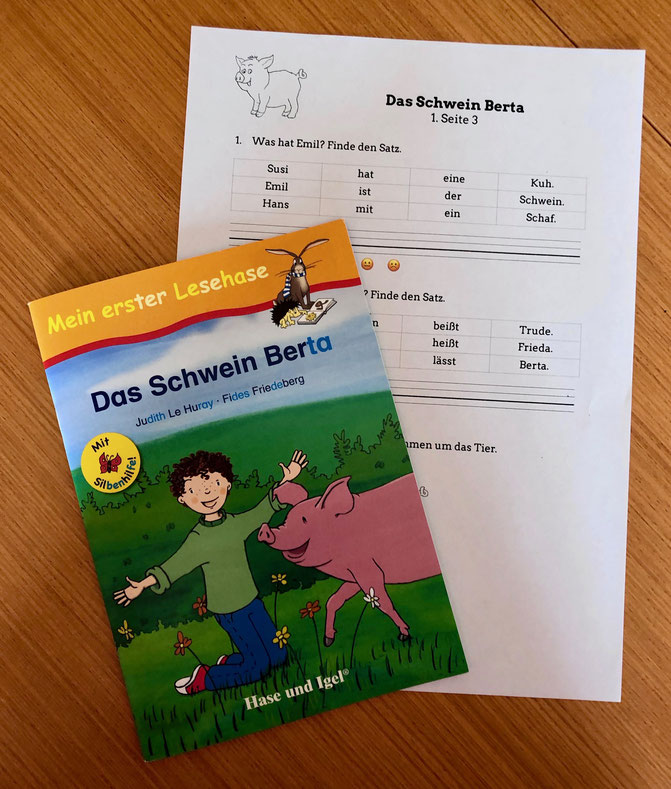 Das Schwein Berta
1. Seite 3
1. Was hat Emil? Finde den Satz.
Susi hat eine Kuh.
Emil ist der Schwein.
Hans mit ein Schaf.
? Finde den Satz.
beißt Trude.
heißt Frieda.
lässt Berta.
um das Tier.
Mein erster Lesehase
Das Schwein Berta
Judith Le Huray · Fides Friedeberg
Mit
Silbenhilfe!
Hase und Igel®